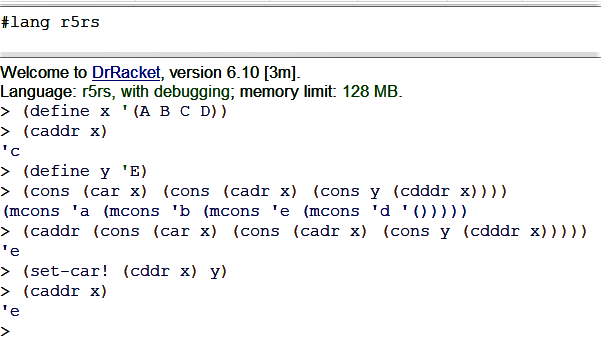 #lang r5rs
Welcome to DrRacket, version 6.10 [3m].
Language: r5rs, with debugging; memory limit: 128 MB.
> (define x '(A B C D))
> (caddr x)
'c
> (define y 'E)
> (cons (car x) (cons (cadr x) (cons y (cdddr x))))
(mcons 'a (mcons 'b (mcons 'e (mcons 'd '()))))
> (caddr (cons (car x) (cons (cadr x) (cons y (cdddr x)))))
'e
> (set-car! (cddr x) y)
> (caddr x)
'e
>